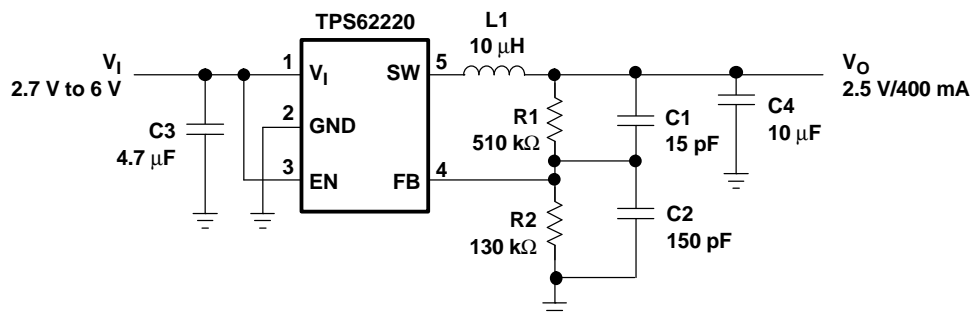 TPS62220
L1
10 µH
V_I
2.7 V to 6 V
1
V_I
SW
5
V_O
2.5 V/400 mA
C3
4.7 µF
2
GND
R1
510 kΩ
C1
15 pF
C4
10 µF
3
EN
FB
4
R2
130 kΩ
C2
150 pF